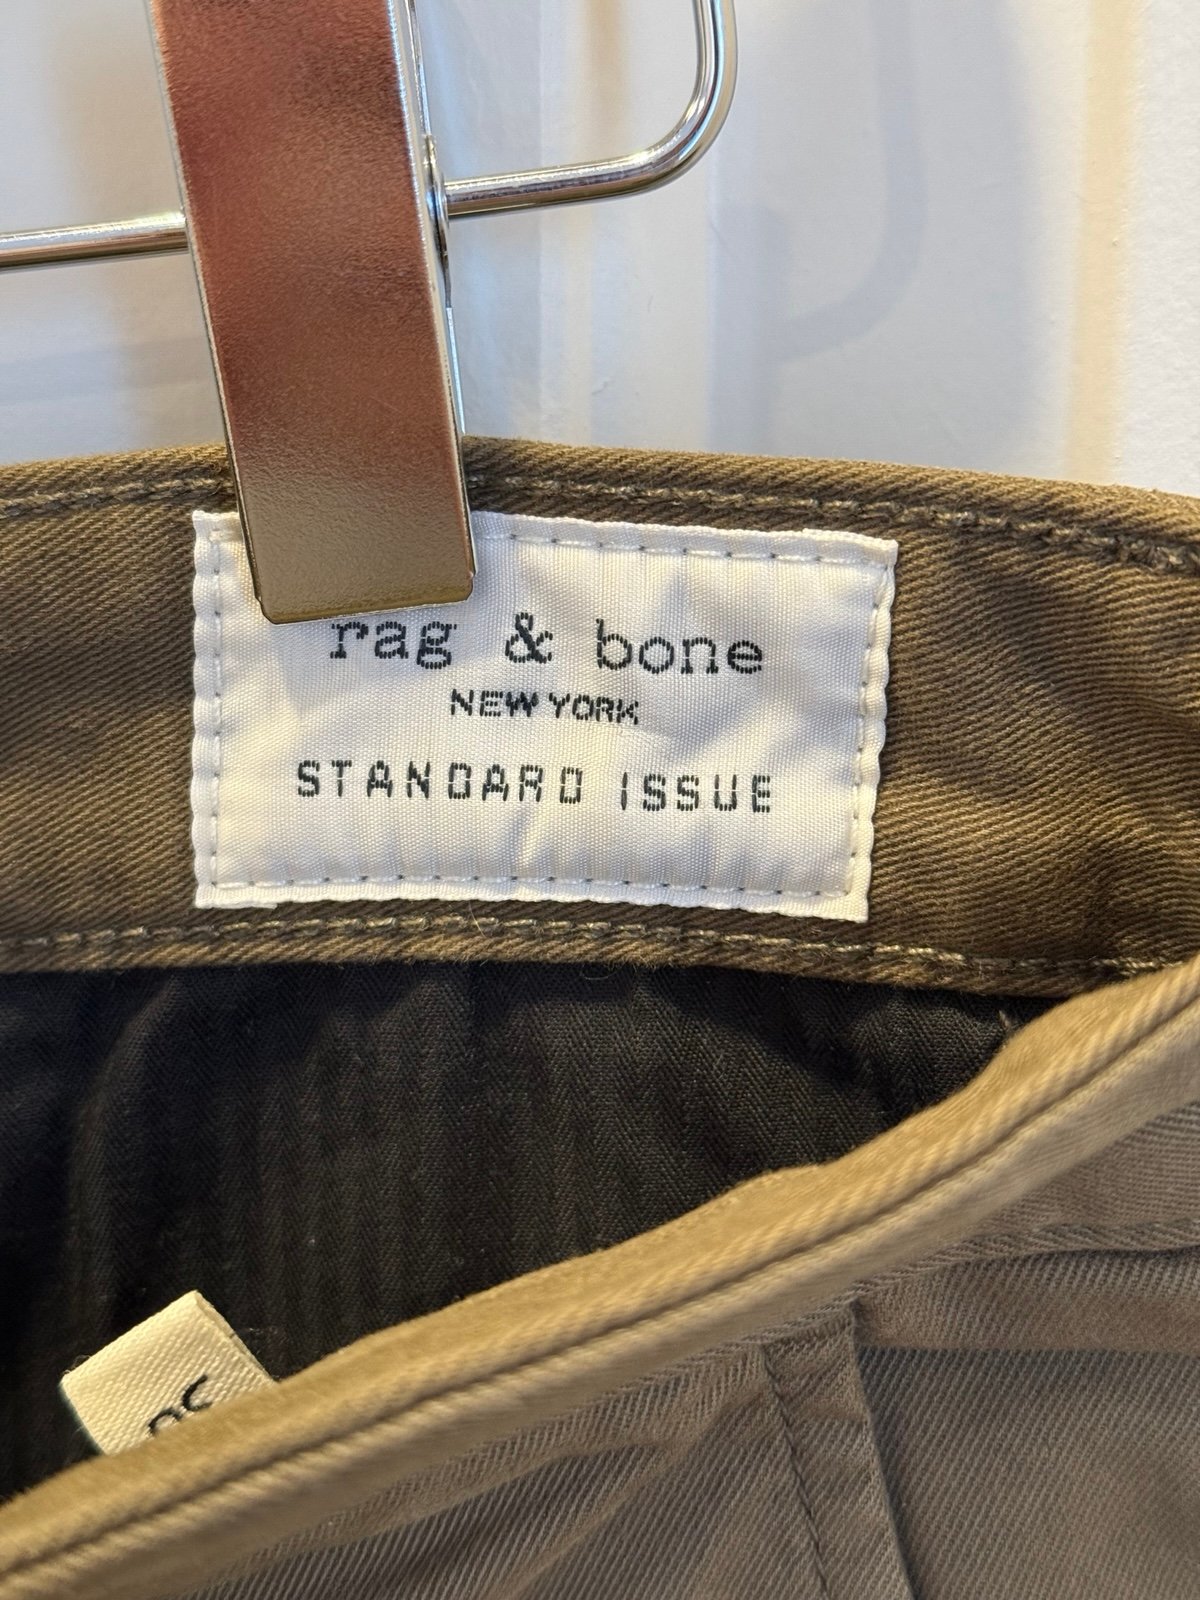 rag & bone
NEW YORK
STANDARD ISSUE